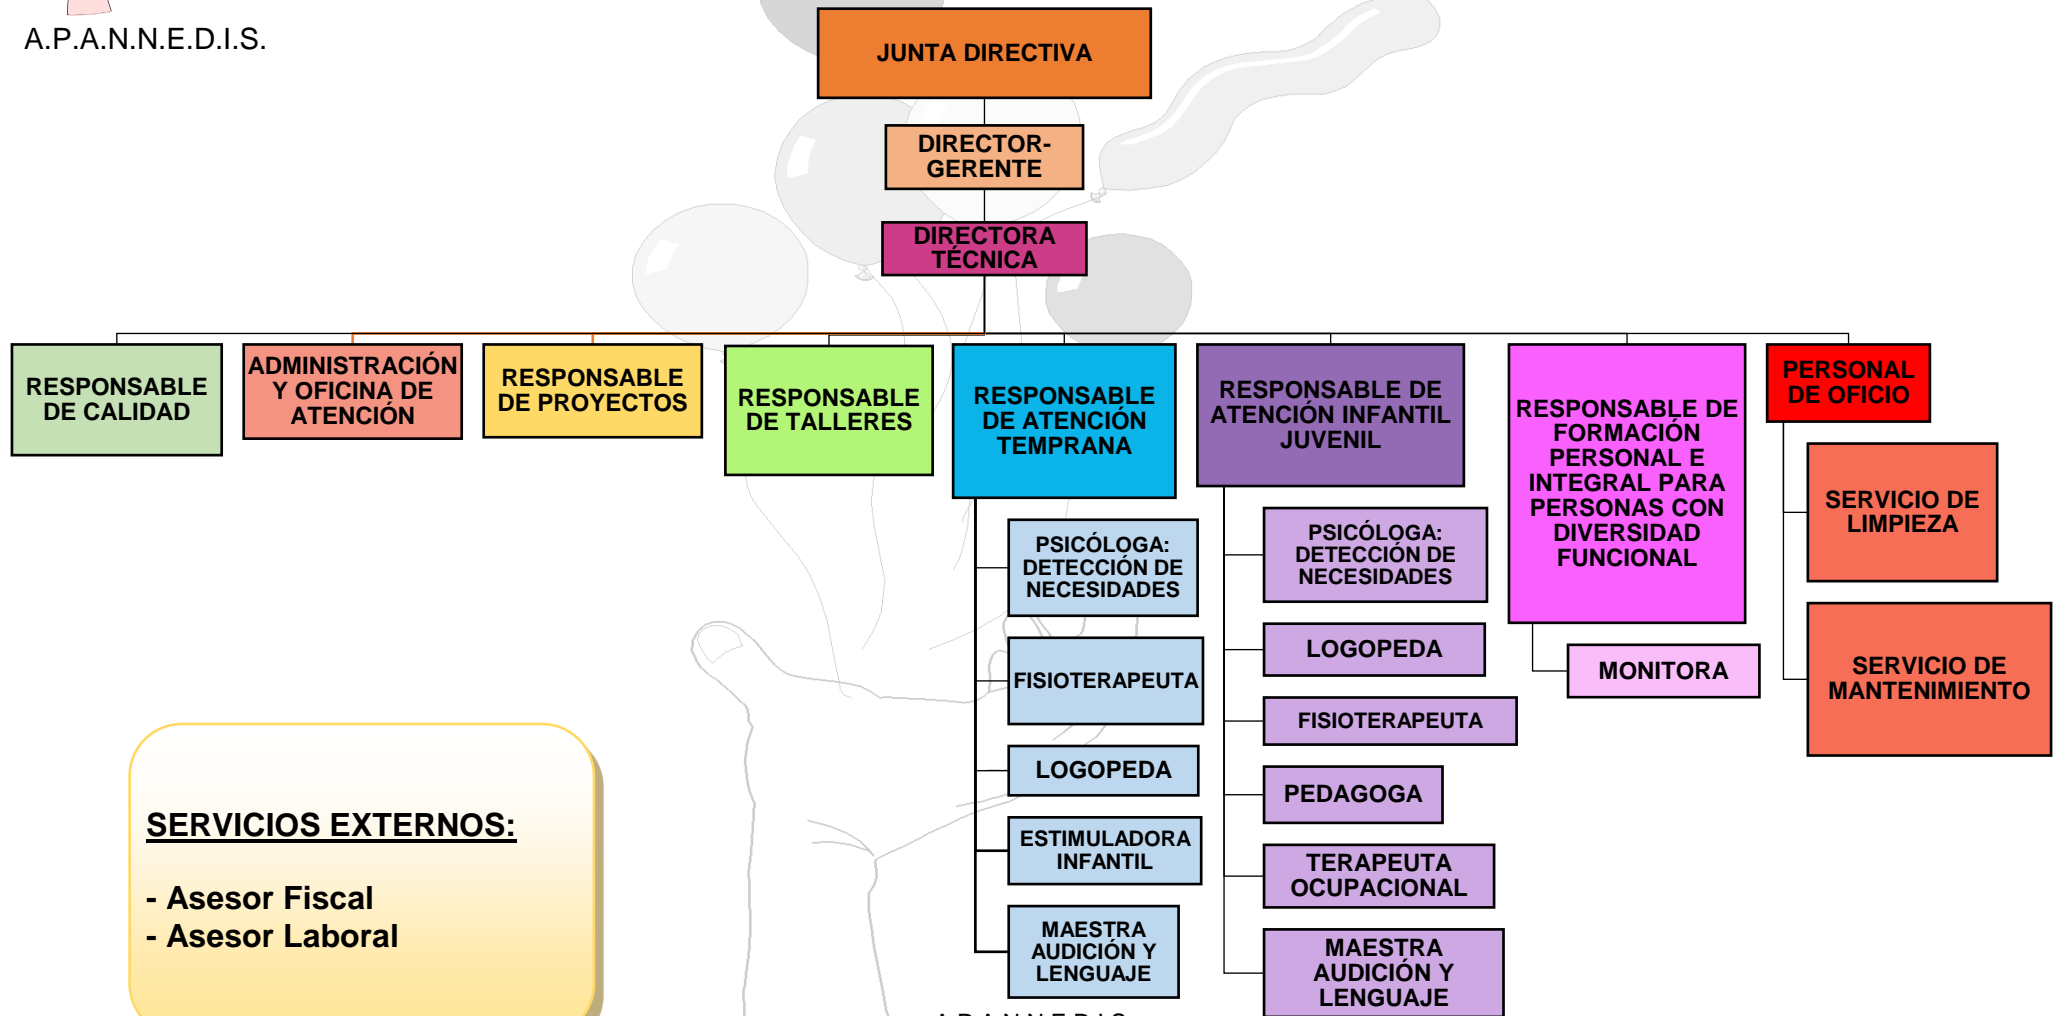 A.P.A.N.N.E.D.I.S.
JUNTA DIRECTIVA
DIRECTOR-
GERENTE
DIRECTORA
TÉCNICA
RESPONSABLE
DE CALIDAD
ADMINISTRACIÓN
Y OFICINA DE
ATENCIÓN
RESPONSABLE
DE PROYECTOS
RESPONSABLE
DE TALLERES
RESPONSABLE
DE ATENCIÓN
TEMPRANA
RESPONSABLE DE
ATENCIÓN INFANTIL
JUVENIL
RESPONSABLE DE
FORMACIÓN
PERSONAL E
INTEGRAL PARA
PERSONAS CON
DIVERSIDAD
FUNCIONAL
PERSONAL
DE OFICIO
PSICÓLOGA:
DETECCIÓN DE
NECESIDADES
FISIOTERAPEUTA
LOGOPEDA
ESTIMULADORA
INFANTIL
MAESTRA
AUDICIÓN Y
LENGUAJE
PSICÓLOGA:
DETECCIÓN DE
NECESIDADES
LOGOPEDA
FISIOTERAPEUTA
PEDAGOGA
TERAPEUTA
OCUPACIONAL
MAESTRA
AUDICIÓN Y
LENGUAJE
MONITORA
SERVICIO DE
LIMPIEZA
SERVICIO DE
MANTENIMIENTO
SERVICIOS EXTERNOS:
- Asesor Fiscal
- Asesor Laboral
A.P.A.N.N.E.D.I.S.